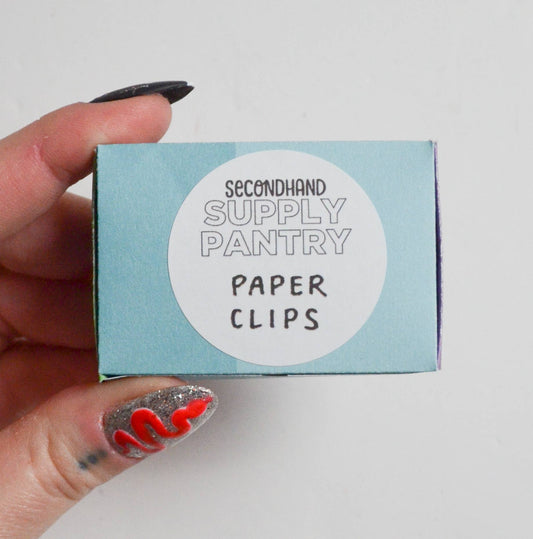 SECONDHAND
SUPPLY
PANTRY
PAPER
CLIPS